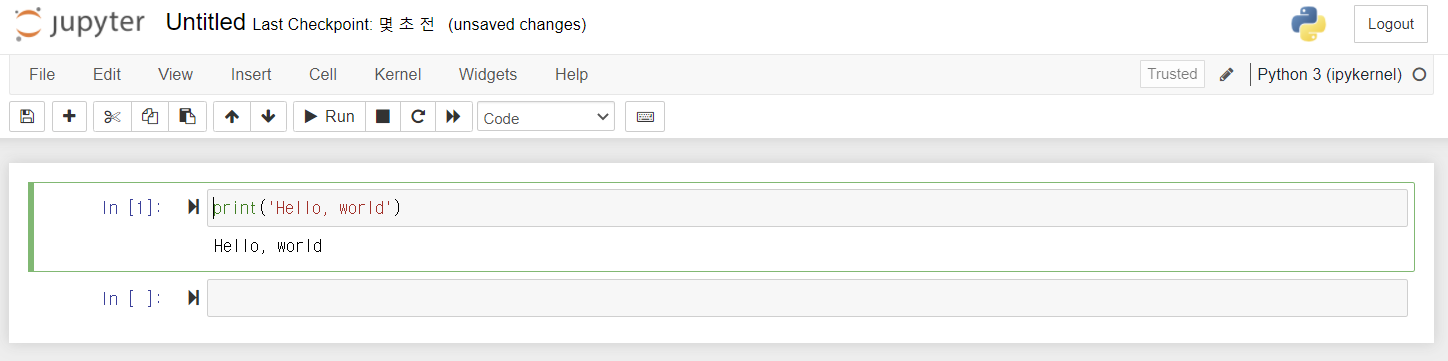 jupyter Untitled Last Checkpoint: 몇 초 전 (unsaved changes) Logout
File Edit View Insert Cell Kernel Widgets Help Trusted Python 3 (ipykernel)
Run Code
In [1]: print('Hello, world')
Hello, world
In [ ]: